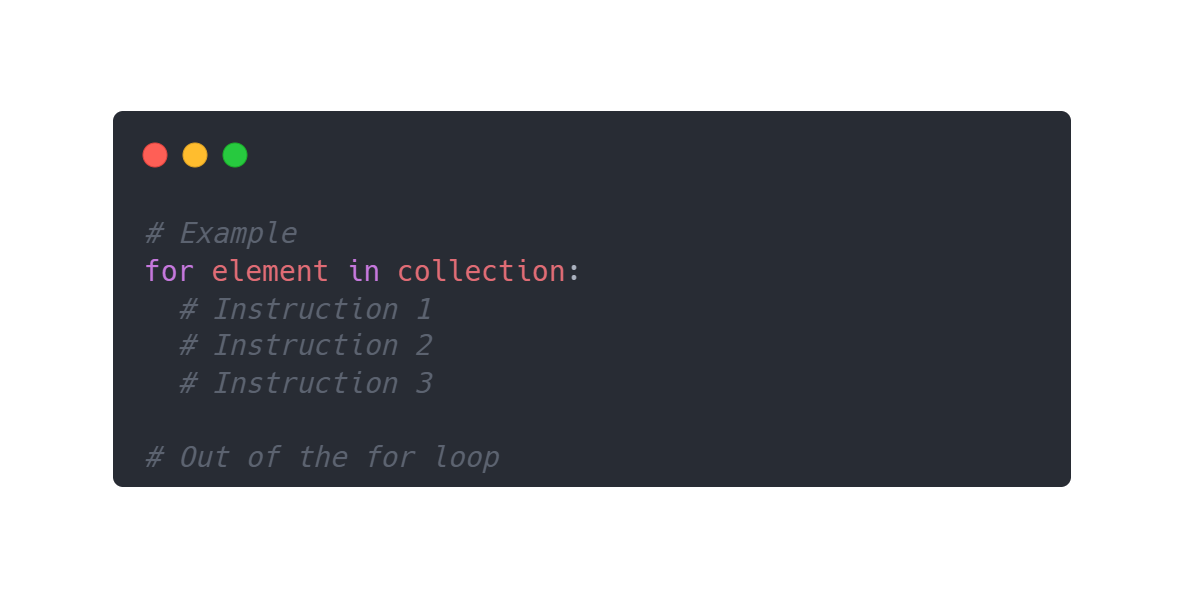 # Example
for element in collection:
  # Instruction 1
  # Instruction 2
  # Instruction 3

# Out of the for loop